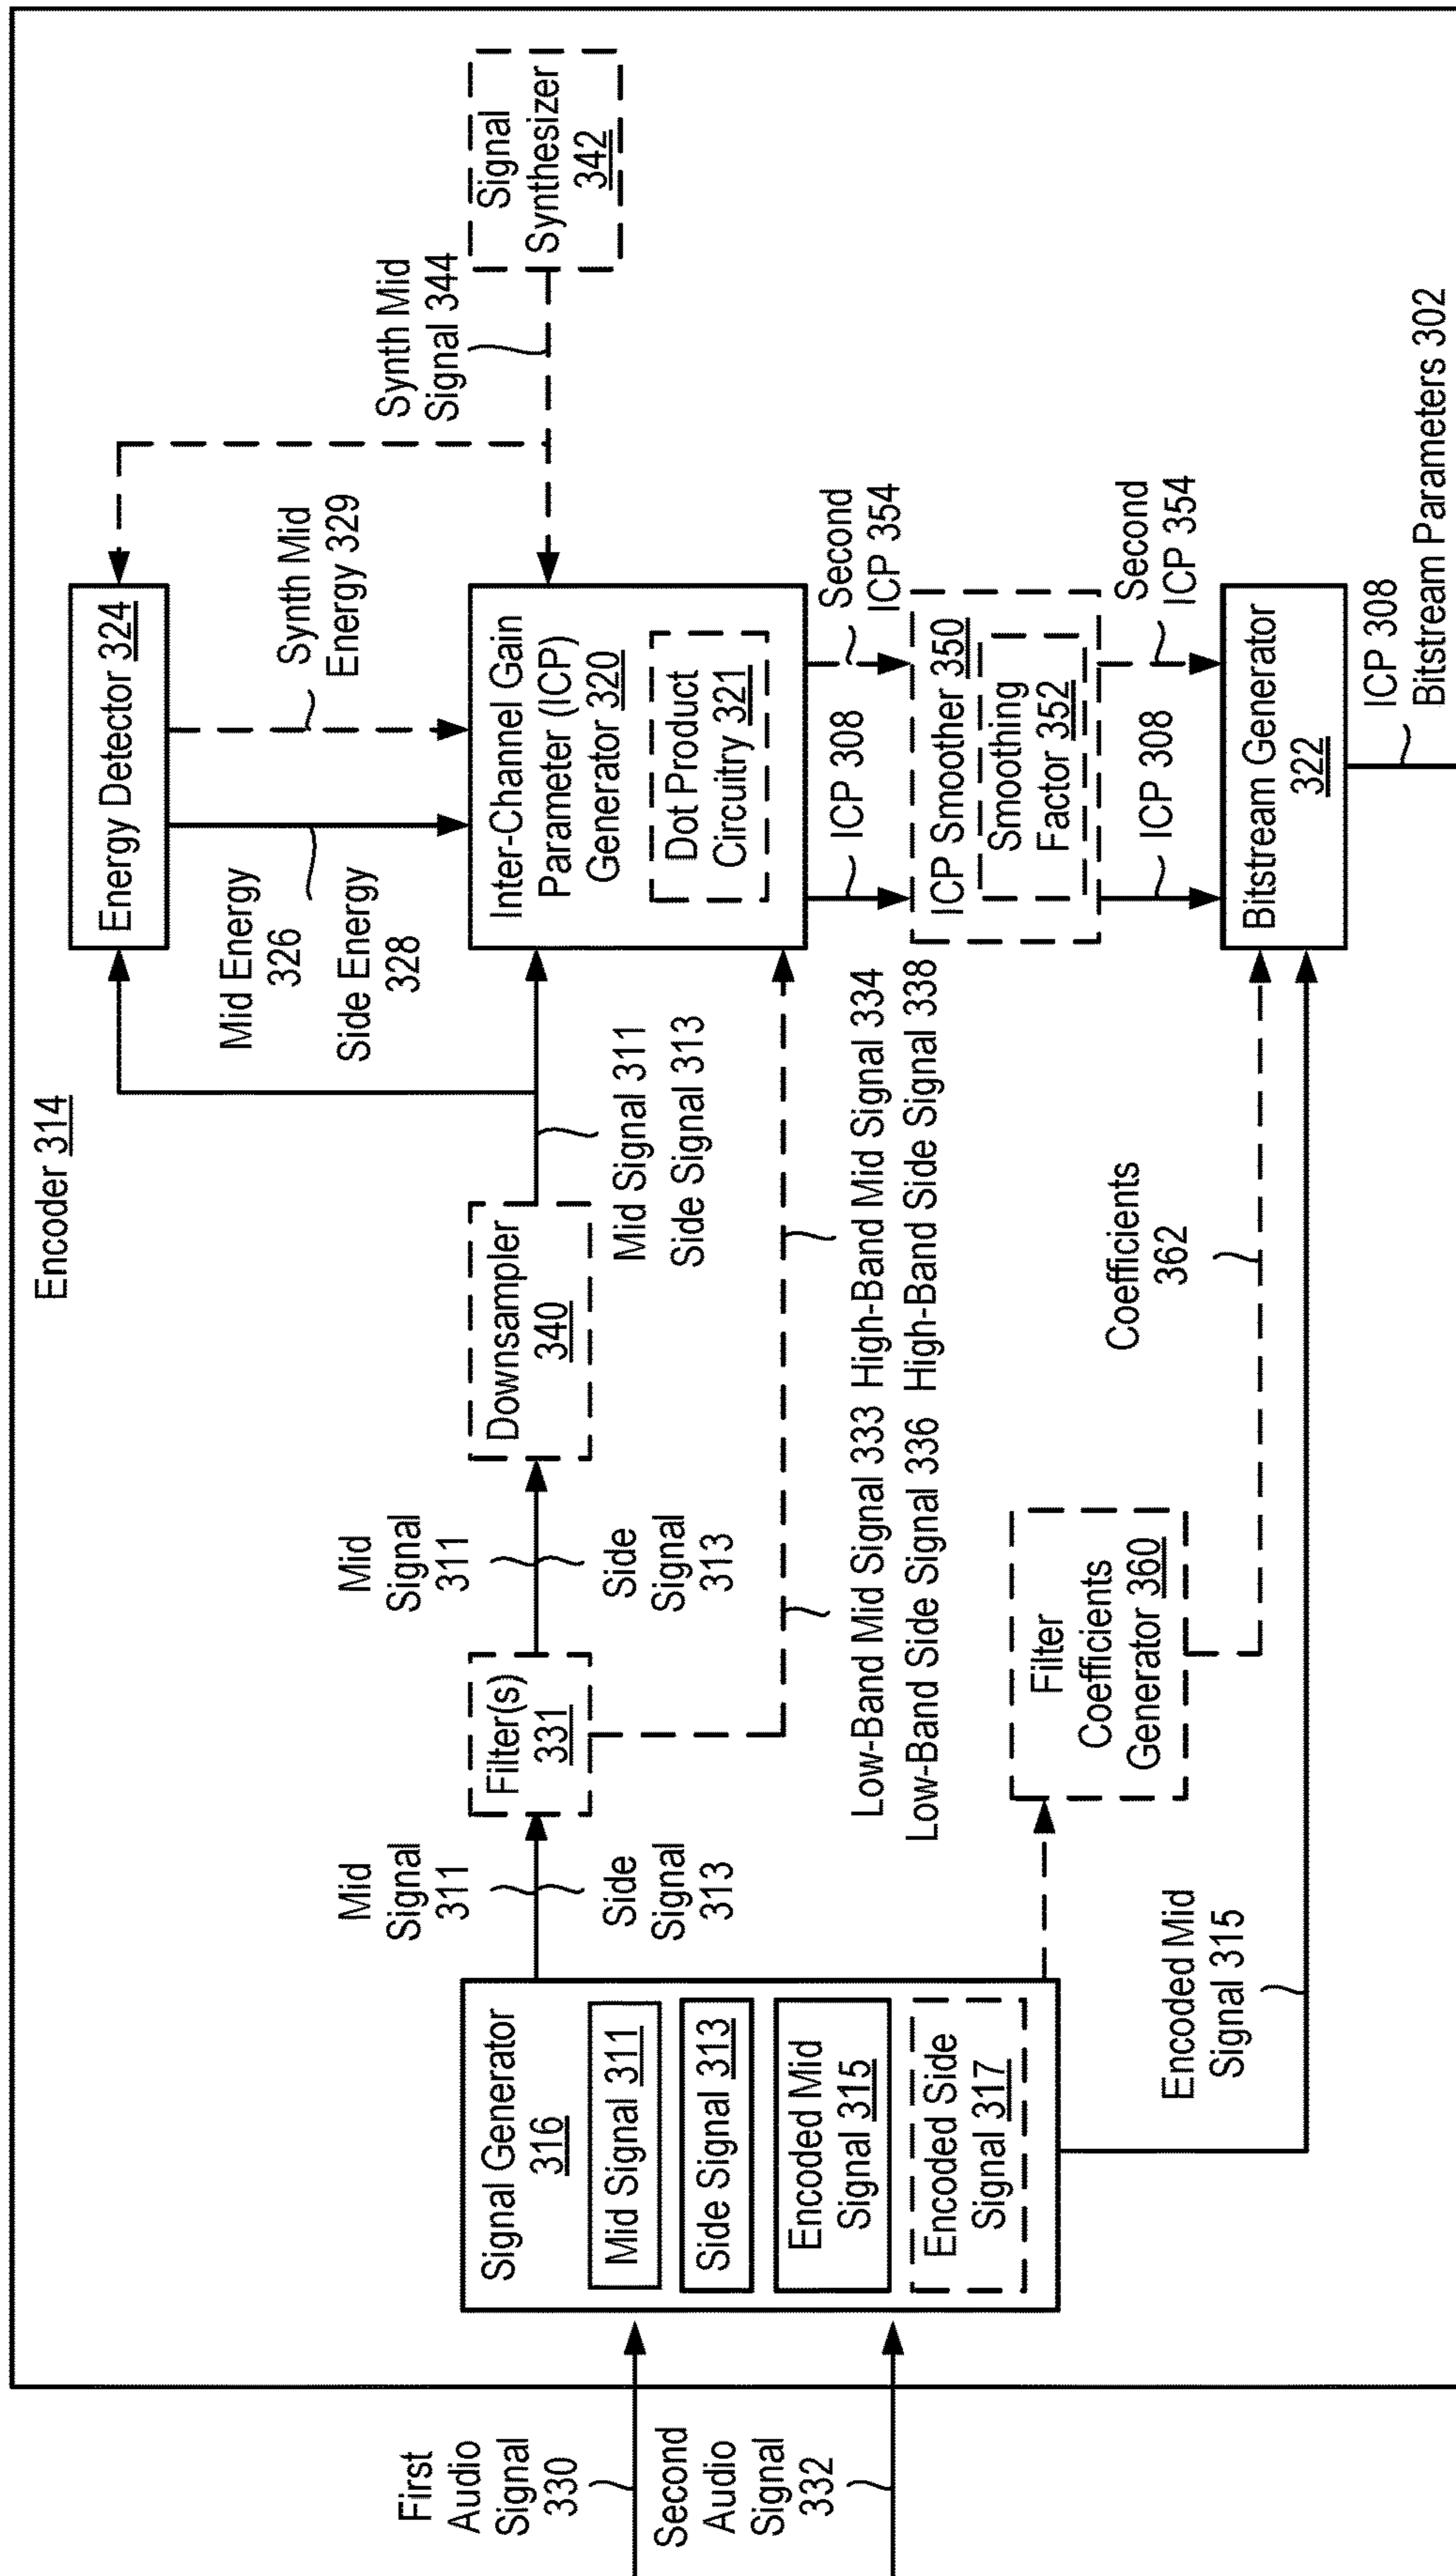 Encoder 314
First
Audio
Signal
330
Second
Audio
Signal
332
Signal Generator
316
Mid Signal 311
Side Signal 313
Encoded Mid
Signal 315
Encoded Side
Signal 317
Mid
Signal
311
Side
Signal
313
Filter(s)
331
Mid
Signal
311
Side
Signal
313
Downsampler
340
Mid Signal 311
Side Signal 313
Low-Band Mid Signal 333 High-Band Mid Signal 334
Low-Band Side Signal 336 High-Band Side Signal 338
Filter
Coefficients
Generator 360
Coefficients
362
Encoded Mid
Signal 315
Energy Detector 324
Mid Energy
326
Side Energy
328
Synth Mid
Energy 329
Synth Mid
Signal 344
Signal
Synthesizer
342
Inter-Channel Gain
Parameter (ICP)
Generator 320
Dot Product
Circuitry 321
ICP 308
Second
ICP 354
ICP Smoother 350
Smoothing
Factor 352
ICP 308
Second
ICP 354
Bitstream Generator
322
ICP 308
Bitstream Parameters 302